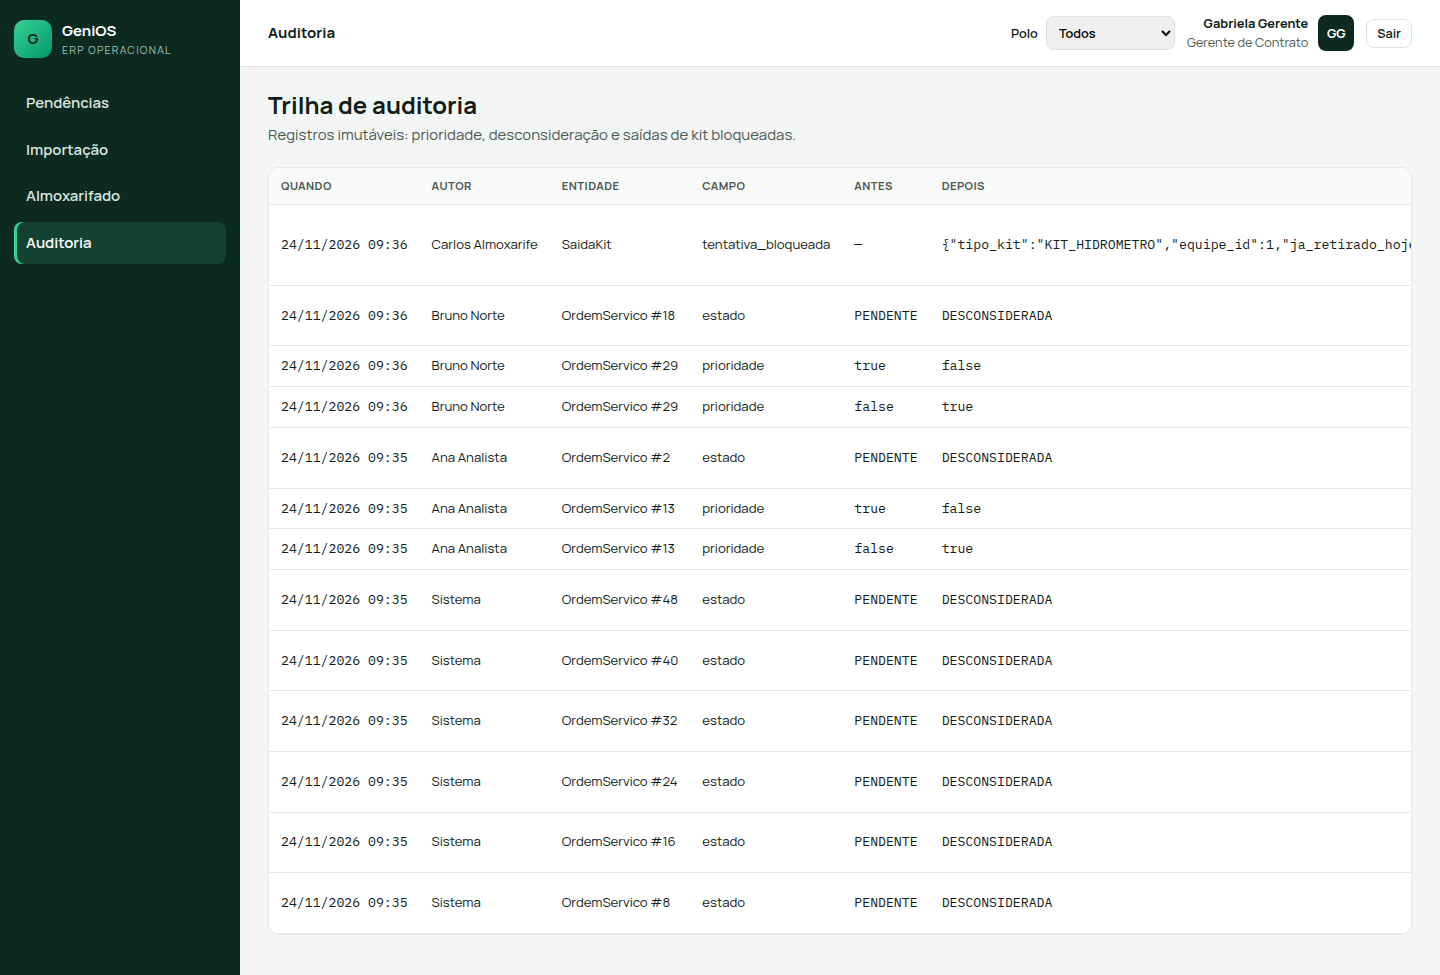 G
GeniOS
ERP OPERACIONAL
Pendências
Importação
Almoxarifado
Auditoria
Auditoria
Polo Todos
Gabriela Gerente
Gerente de Contrato
GG
Sair
Trilha de auditoria
Registros imutáveis: prioridade, desconsideração e saídas de kit bloqueadas.
QUANDO AUTOR ENTIDADE CAMPO ANTES DEPOIS
24/11/2026 09:36 Carlos Almoxarife SaidaKit tentativa_bloqueada — {"tipo_kit":"KIT_HIDROMETRO","equipe_id":1,"ja_retirado_hoje
24/11/2026 09:36 Bruno Norte OrdemServico #18 estado PENDENTE DESCONSIDERADA
24/11/2026 09:36 Bruno Norte OrdemServico #29 prioridade true false
24/11/2026 09:36 Bruno Norte OrdemServico #29 prioridade false true
24/11/2026 09:35 Ana Analista OrdemServico #2 estado PENDENTE DESCONSIDERADA
24/11/2026 09:35 Ana Analista OrdemServico #13 prioridade true false
24/11/2026 09:35 Ana Analista OrdemServico #13 prioridade false true
24/11/2026 09:35 Sistema OrdemServico #48 estado PENDENTE DESCONSIDERADA
24/11/2026 09:35 Sistema OrdemServico #40 estado PENDENTE DESCONSIDERADA
24/11/2026 09:35 Sistema OrdemServico #32 estado PENDENTE DESCONSIDERADA
24/11/2026 09:35 Sistema OrdemServico #24 estado PENDENTE DESCONSIDERADA
24/11/2026 09:35 Sistema OrdemServico #16 estado PENDENTE DESCONSIDERADA
24/11/2026 09:35 Sistema OrdemServico #8 estado PENDENTE DESCONSIDERADA